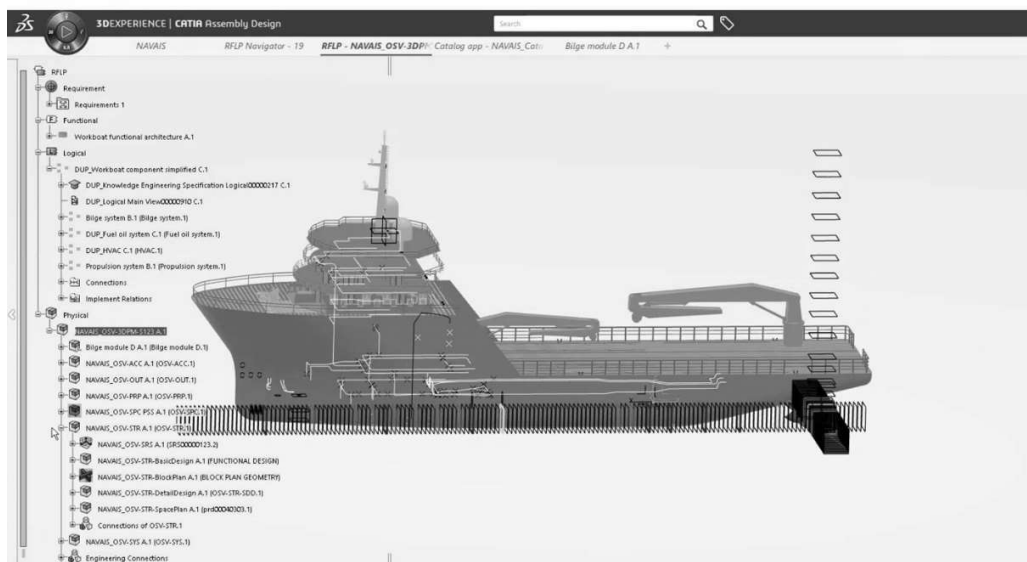 3DEXPERIENCE | CATIA Assembly Design
Search
NAVAIS
RFLP Navigator - 19
RFLP - NAVAIS_OSV-3DPM
Catalog app - NAVAIS_Cata
Bilge module D A.1
RFLP
Requirement
Requirements 1
Functional
Workboat functional architecture A.1
Logical
DUP_Workboat component simplified C.1
DUP_Knowledge Engineering Specification Logical00000217 C.1
DUP_Logical Main View00000910 C.1
Bilge system B.1 (Bilge system.1)
DUP_Fuel oil system C.1 (Fuel oil system.1)
DUP_HVAC C.1 (HVAC.1)
Propulsion system B.1 (Propulsion system.1)
Connections
Implement Relations
Physical
NAVAIS_OSV-3DPM-S123 A.1
Bilge module D A.1 (Bilge module D.1)
NAVAIS_OSV-ACC A.1 (OSV-ACC.1)
NAVAIS_OSV-OUT A.1 (OSV-OUT.1)
NAVAIS_OSV-PRP A.1 (OSV-PRP.1)
NAVAIS_OSV-SPC PSS A.1 (OSV-SPC.1)
NAVAIS_OSV-STR A.1 (OSV-STR.1)
NAVAIS_OSV-SRS A.1 (SRS00000123.2)
NAVAIS_OSV-STR-BasicDesign A.1 (FUNCTIONAL DESIGN)
NAVAIS_OSV-STR-BlockPlan A.1 (BLOCK PLAN GEOMETRY)
NAVAIS_OSV-STR-DetailDesign A.1 (OSV-STR-SDD.1)
NAVAIS_OSV-STR-SpacePlan A.1 (prd00040303.1)
Connections of OSV-STR.1
NAVAIS_OSV-SYS A.1 (OSV-SYS.1)
Engineering Connections